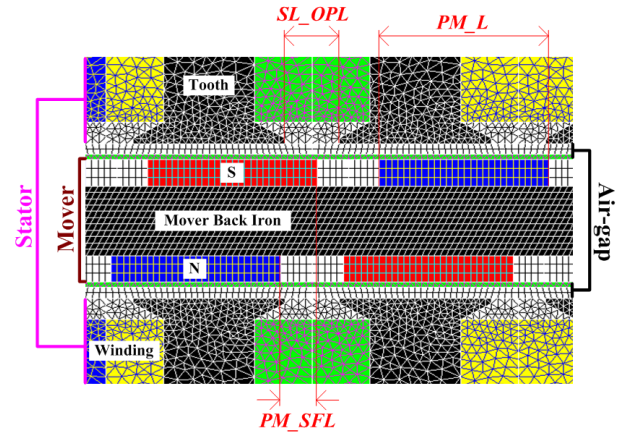 SL_OPL
PM_L
Tooth
S
Stator
Mover
Mover Back Iron
Air-gap
N
Winding
PM_SFL